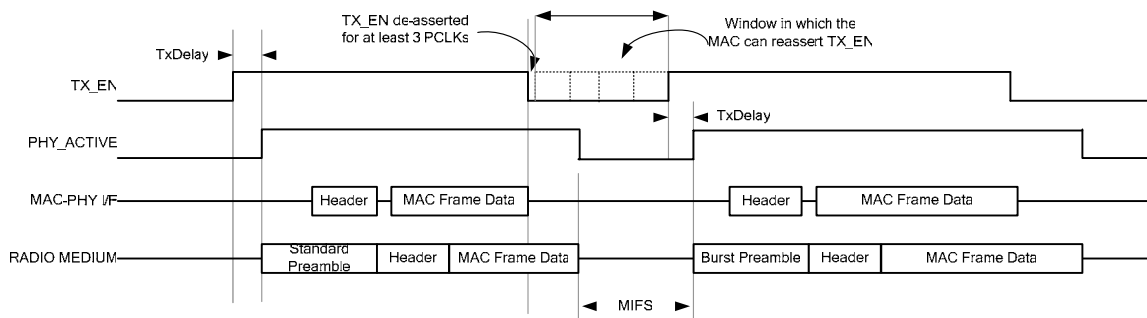 TX_EN de-asserted
for at least 3 PCLKs
Window in which the
MAC can reassert TX_EN
TxDelay
TX_EN
TxDelay
PHY_ACTIVE
MAC-PHY I/F
Header
MAC Frame Data
Header
MAC Frame Data
RADIO MEDIUM
Standard
Preamble
Header
MAC Frame Data
Burst Preamble
Header
MAC Frame Data
MIFS